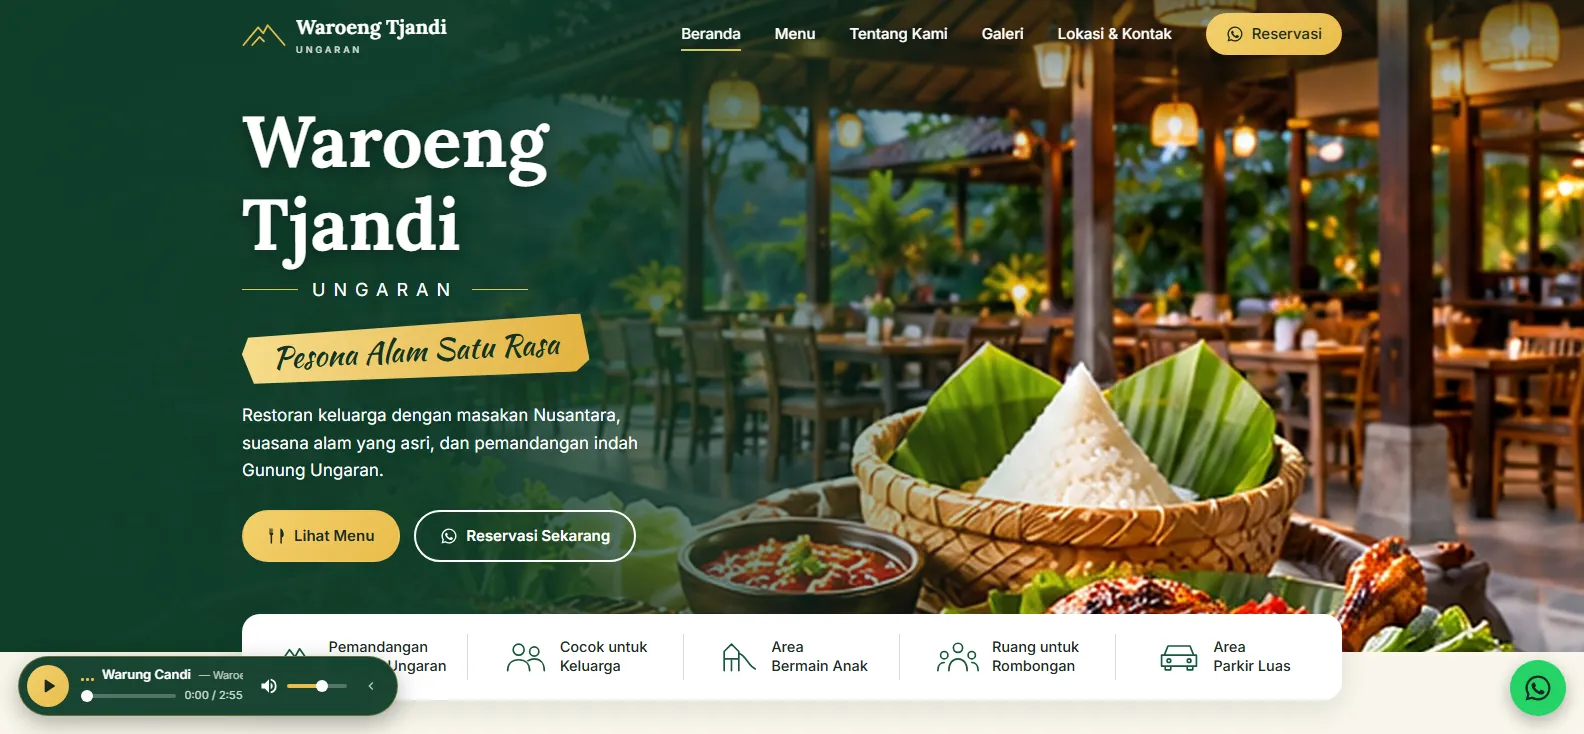 Waroeng Tjandi
UNGARAN
Beranda
Menu
Tentang Kami
Galeri
Lokasi & Kontak
Reservasi
Waroeng
Tjandi
UNGARAN
Pesona Alam Satu Rasa
Restoran keluarga dengan masakan Nusantara,
suasana alam yang asri, dan pemandangan indah
Gunung Ungaran.
Lihat Menu
Reservasi Sekarang
Pemandangan
Ungaran
Cocok untuk
Keluarga
Area
Bermain Anak
Ruang untuk
Rombongan
Area
Parkir Luas
Warung Candi — Waroe
0:00 / 2:55